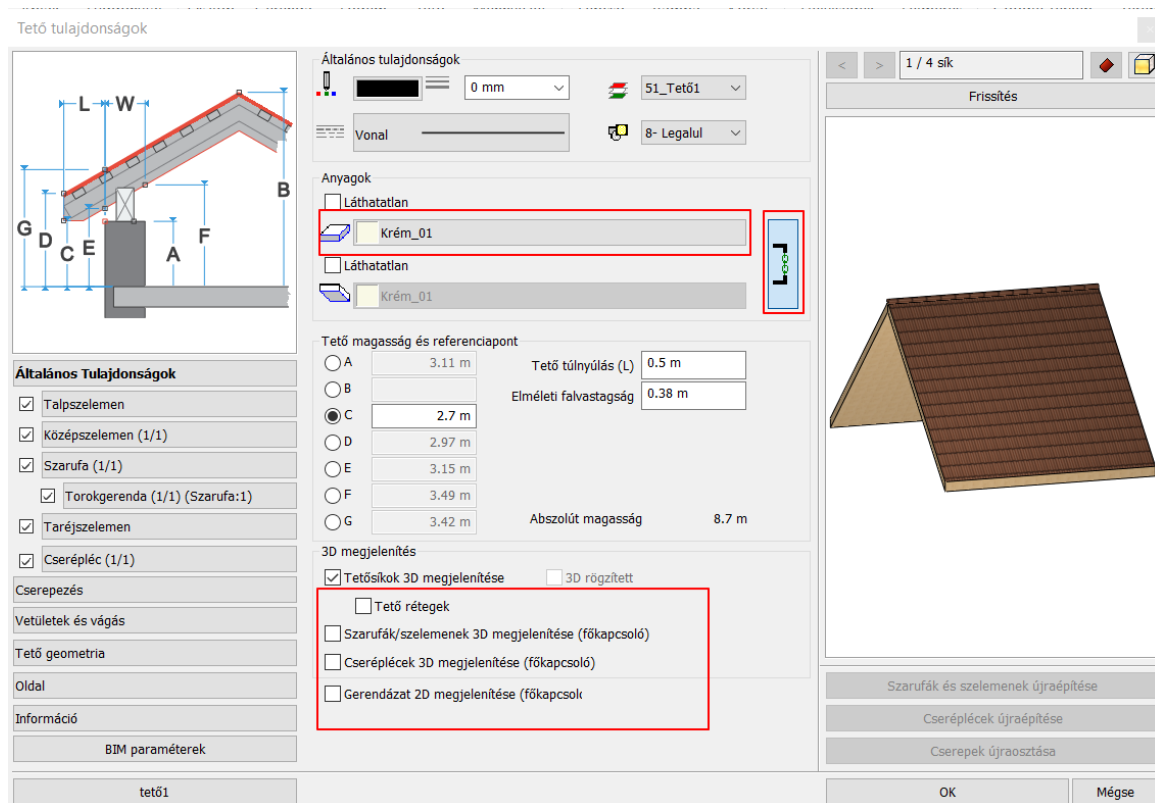 Tető tulajdonságok
L W
B
G D C E A F
Általános tulajdonságok
0 mm
51_Tető1
Vonal
8- Legalul
Anyagok
Láthatatlan
Krém_01
Láthatatlan
Krém_01
Tető magasság és referenciapont
A 3.11 m
Tető túlnyúlás (L) 0.5 m
B
Elméleti falvastagság 0.38 m
C 2.7 m
D 2.97 m
E 3.15 m
F 3.49 m
G 3.42 m
Abszolút magasság 8.7 m
3D megjelenítés
Tetősíkok 3D megjelenítése
3D rögzített
Tető rétegek
Szarufák/szelemenek 3D megjelenítése (főkapcsoló)
Cseréplécek 3D megjelenítése (főkapcsoló)
Gerendázat 2D megjelenítése (főkapcsolc
Általános Tulajdonságok
Talpszelemen
Középszelemen (1/1)
Szarufa (1/1)
Torokgerenda (1/1) (Szarufa:1)
Taréjszelemen
Cserépléc (1/1)
Cserepezés
Vetületek és vágás
Tető geometria
Oldal
Információ
BIM paraméterek
tető1
< > 1 / 4 sík
Frissítés
Szarufák és szelemenek újraépítése
Cseréplécek újraépítése
Cserepek újraosztása
OK
Mégse